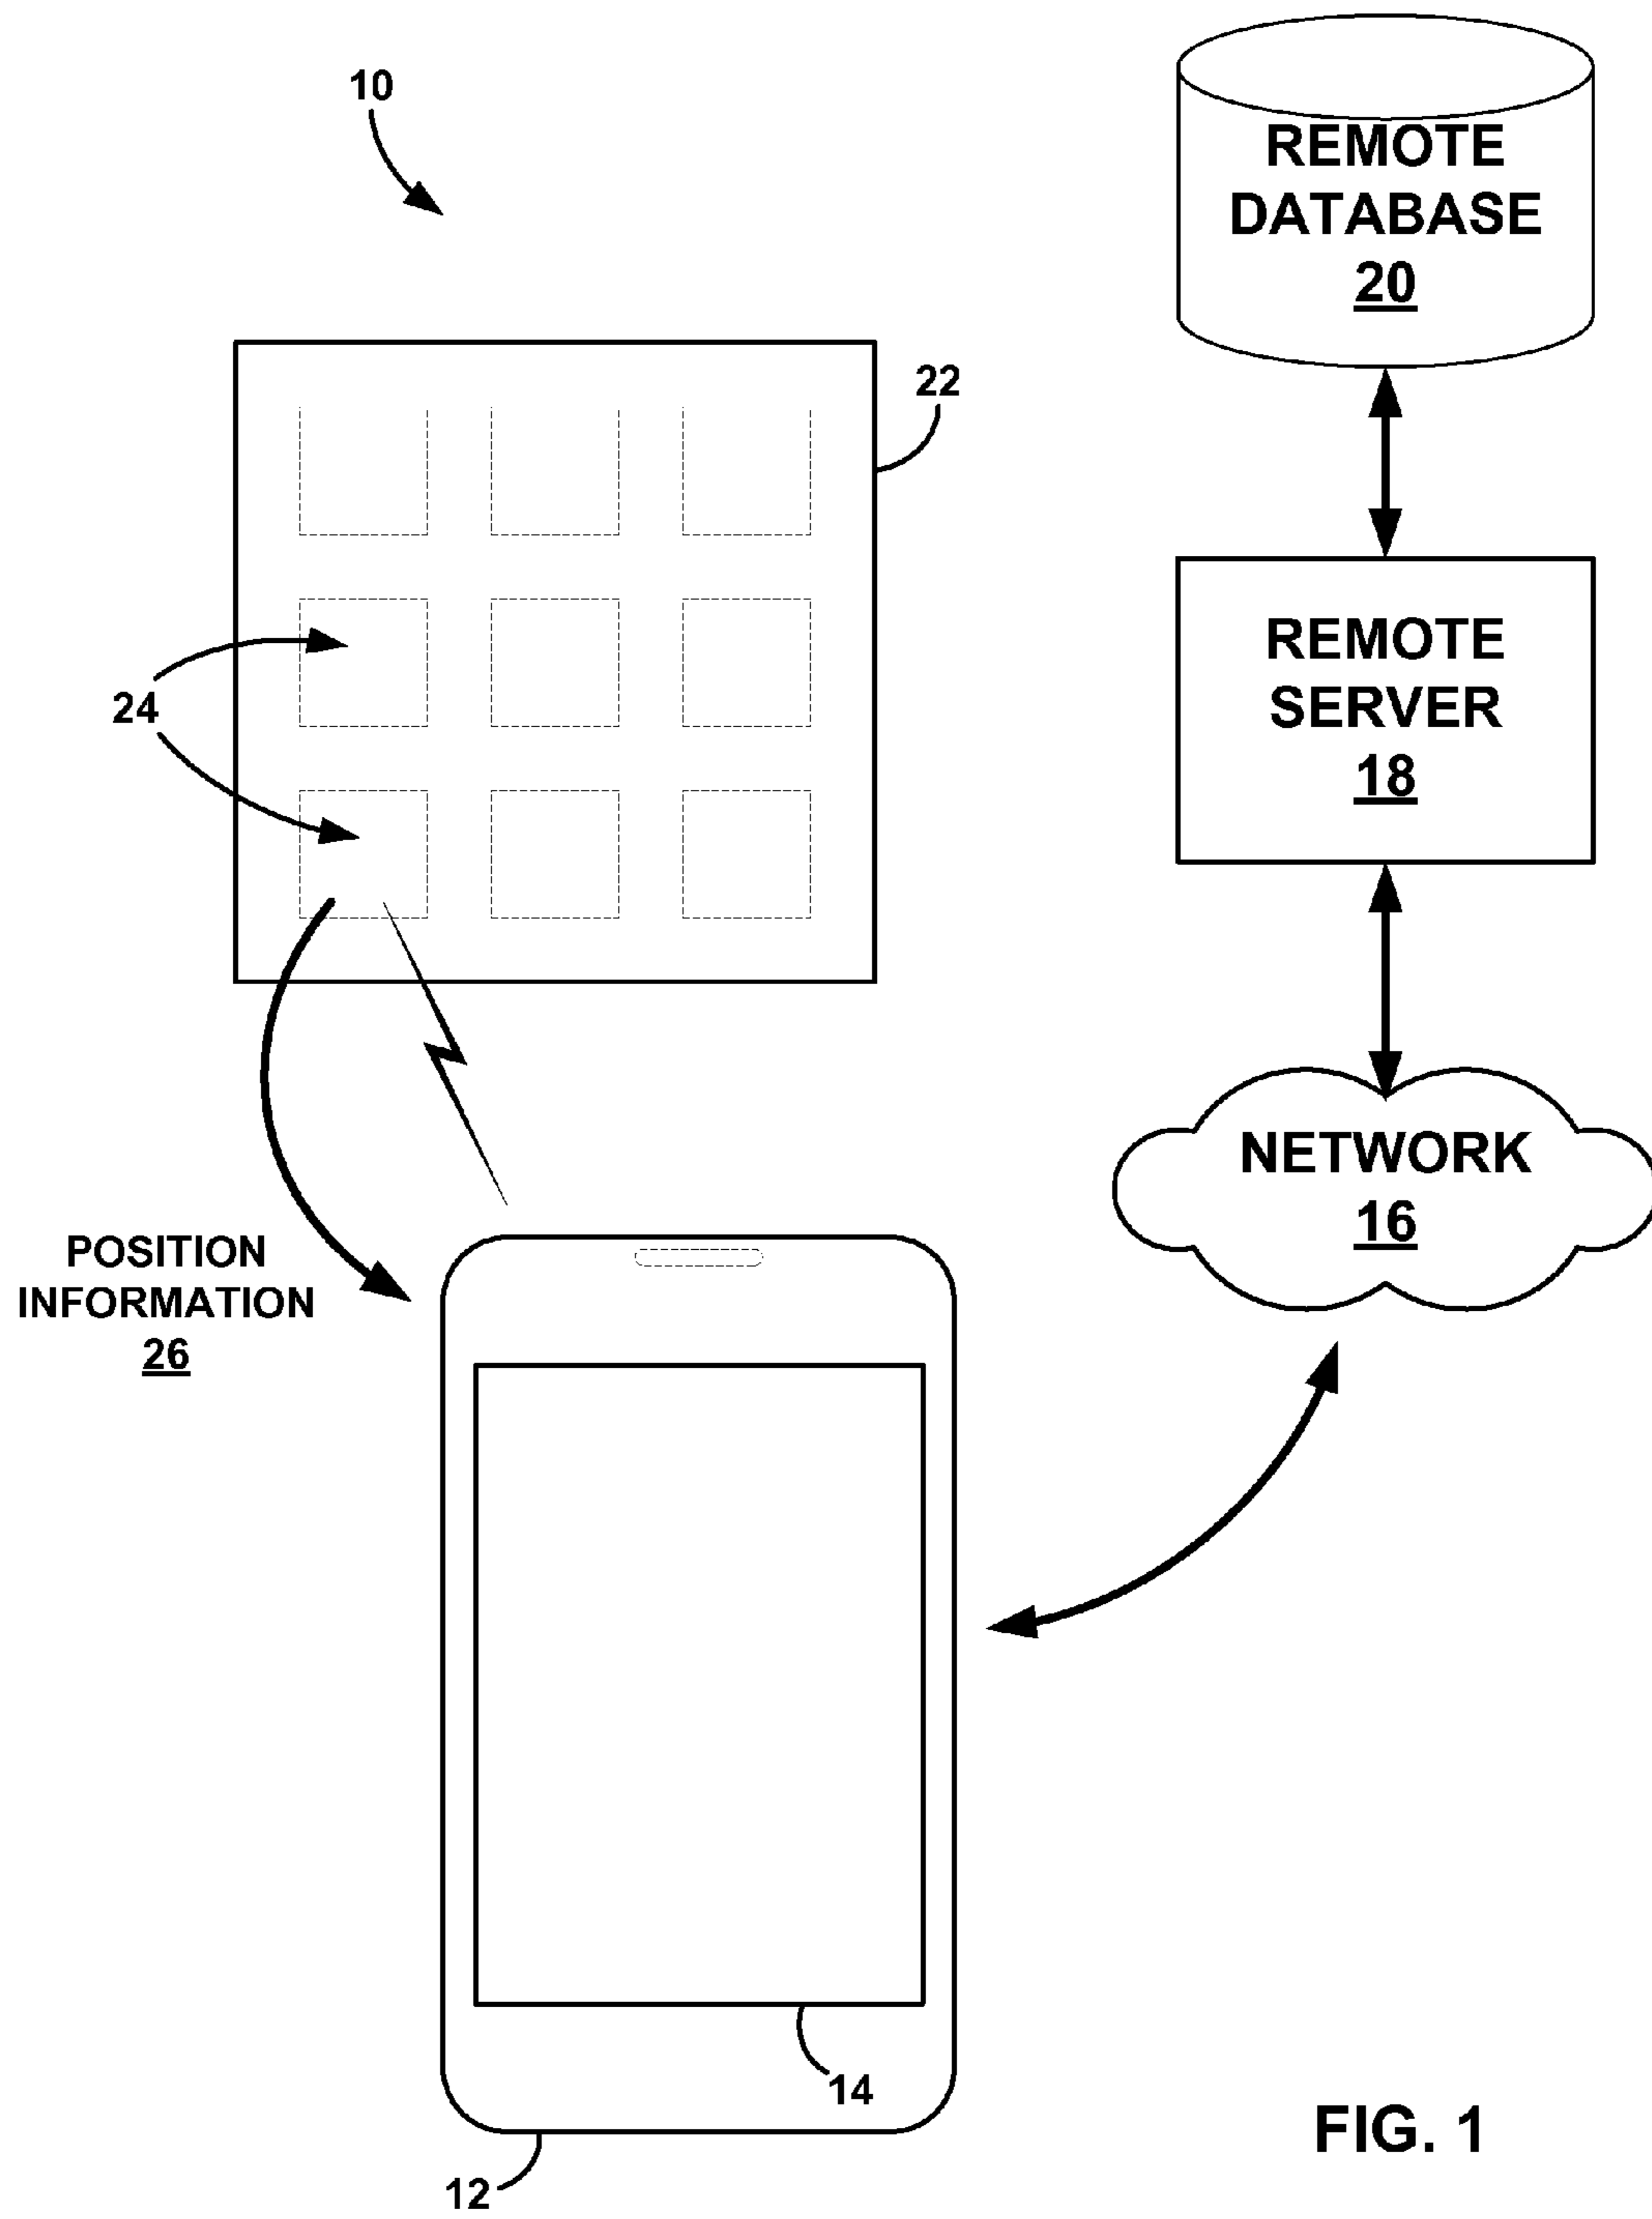 10
REMOTE
DATABASE
20
22
REMOTE
SERVER
18
24
NETWORK
16
POSITION
INFORMATION
26
14
12
FIG. 1